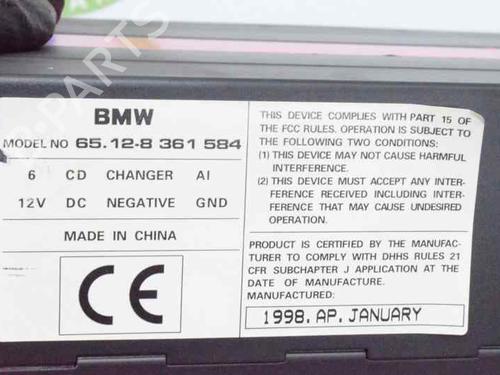 BMW
MODEL NO 65.12-8 361 584
6 CD CHANGER AI
12V DC NEGATIVE GND
MADE IN CHINA
CE
THIS DEVICE COMPLIES WITH PART 15 OF
THE FCC RULES. OPERATION IS SUBJECT TO
THE FOLLOWING TWO CONDITIONS:
(1) THIS DEVICE MAY NOT CAUSE HARMFUL
INTERFERENCE.
(2) THIS DEVICE MUST ACCEPT ANY INTER-
FERENCE RECEIVED INCLUDING INTER-
FERENCE THAT MAY CAUSE UNDESIRED
OPERATION.
PRODUCT IS CERTIFIED BY THE MANUFAC-
TURER TO COMPLY WITH DHHS RULES 21
CFR SUBCHAPTER J APPLICATION AT THE
DATE OF MANUFACTURE.
MANUFACTURED:
1998. AP. JANUARY